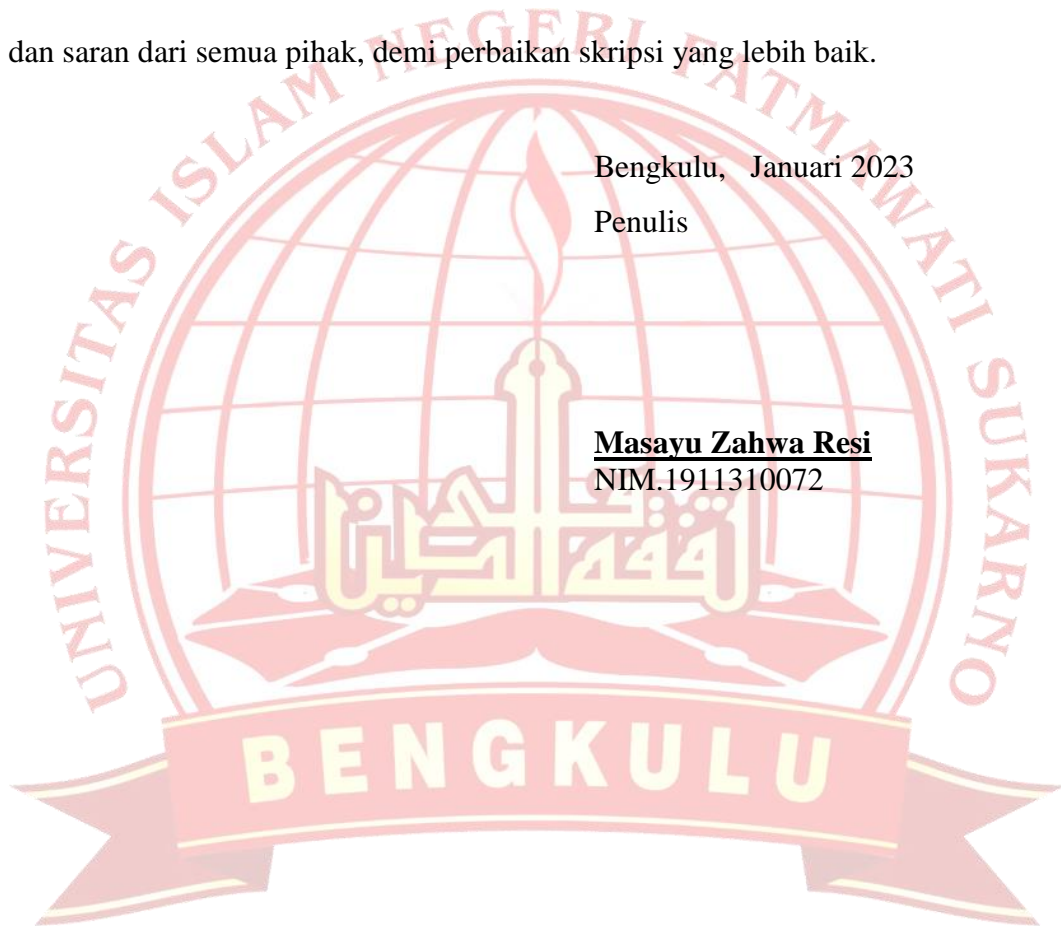 dan saran dari semua pihak, demi perbaikan skripsi yang lebih baik.
Bengkulu,   Januari 2023
Penulis
Masayu Zahwa Resi
NIM.1911310072
UNIVERSITAS ISLAM NEGERI FATMAWATI SUKARNO
BENGKULU